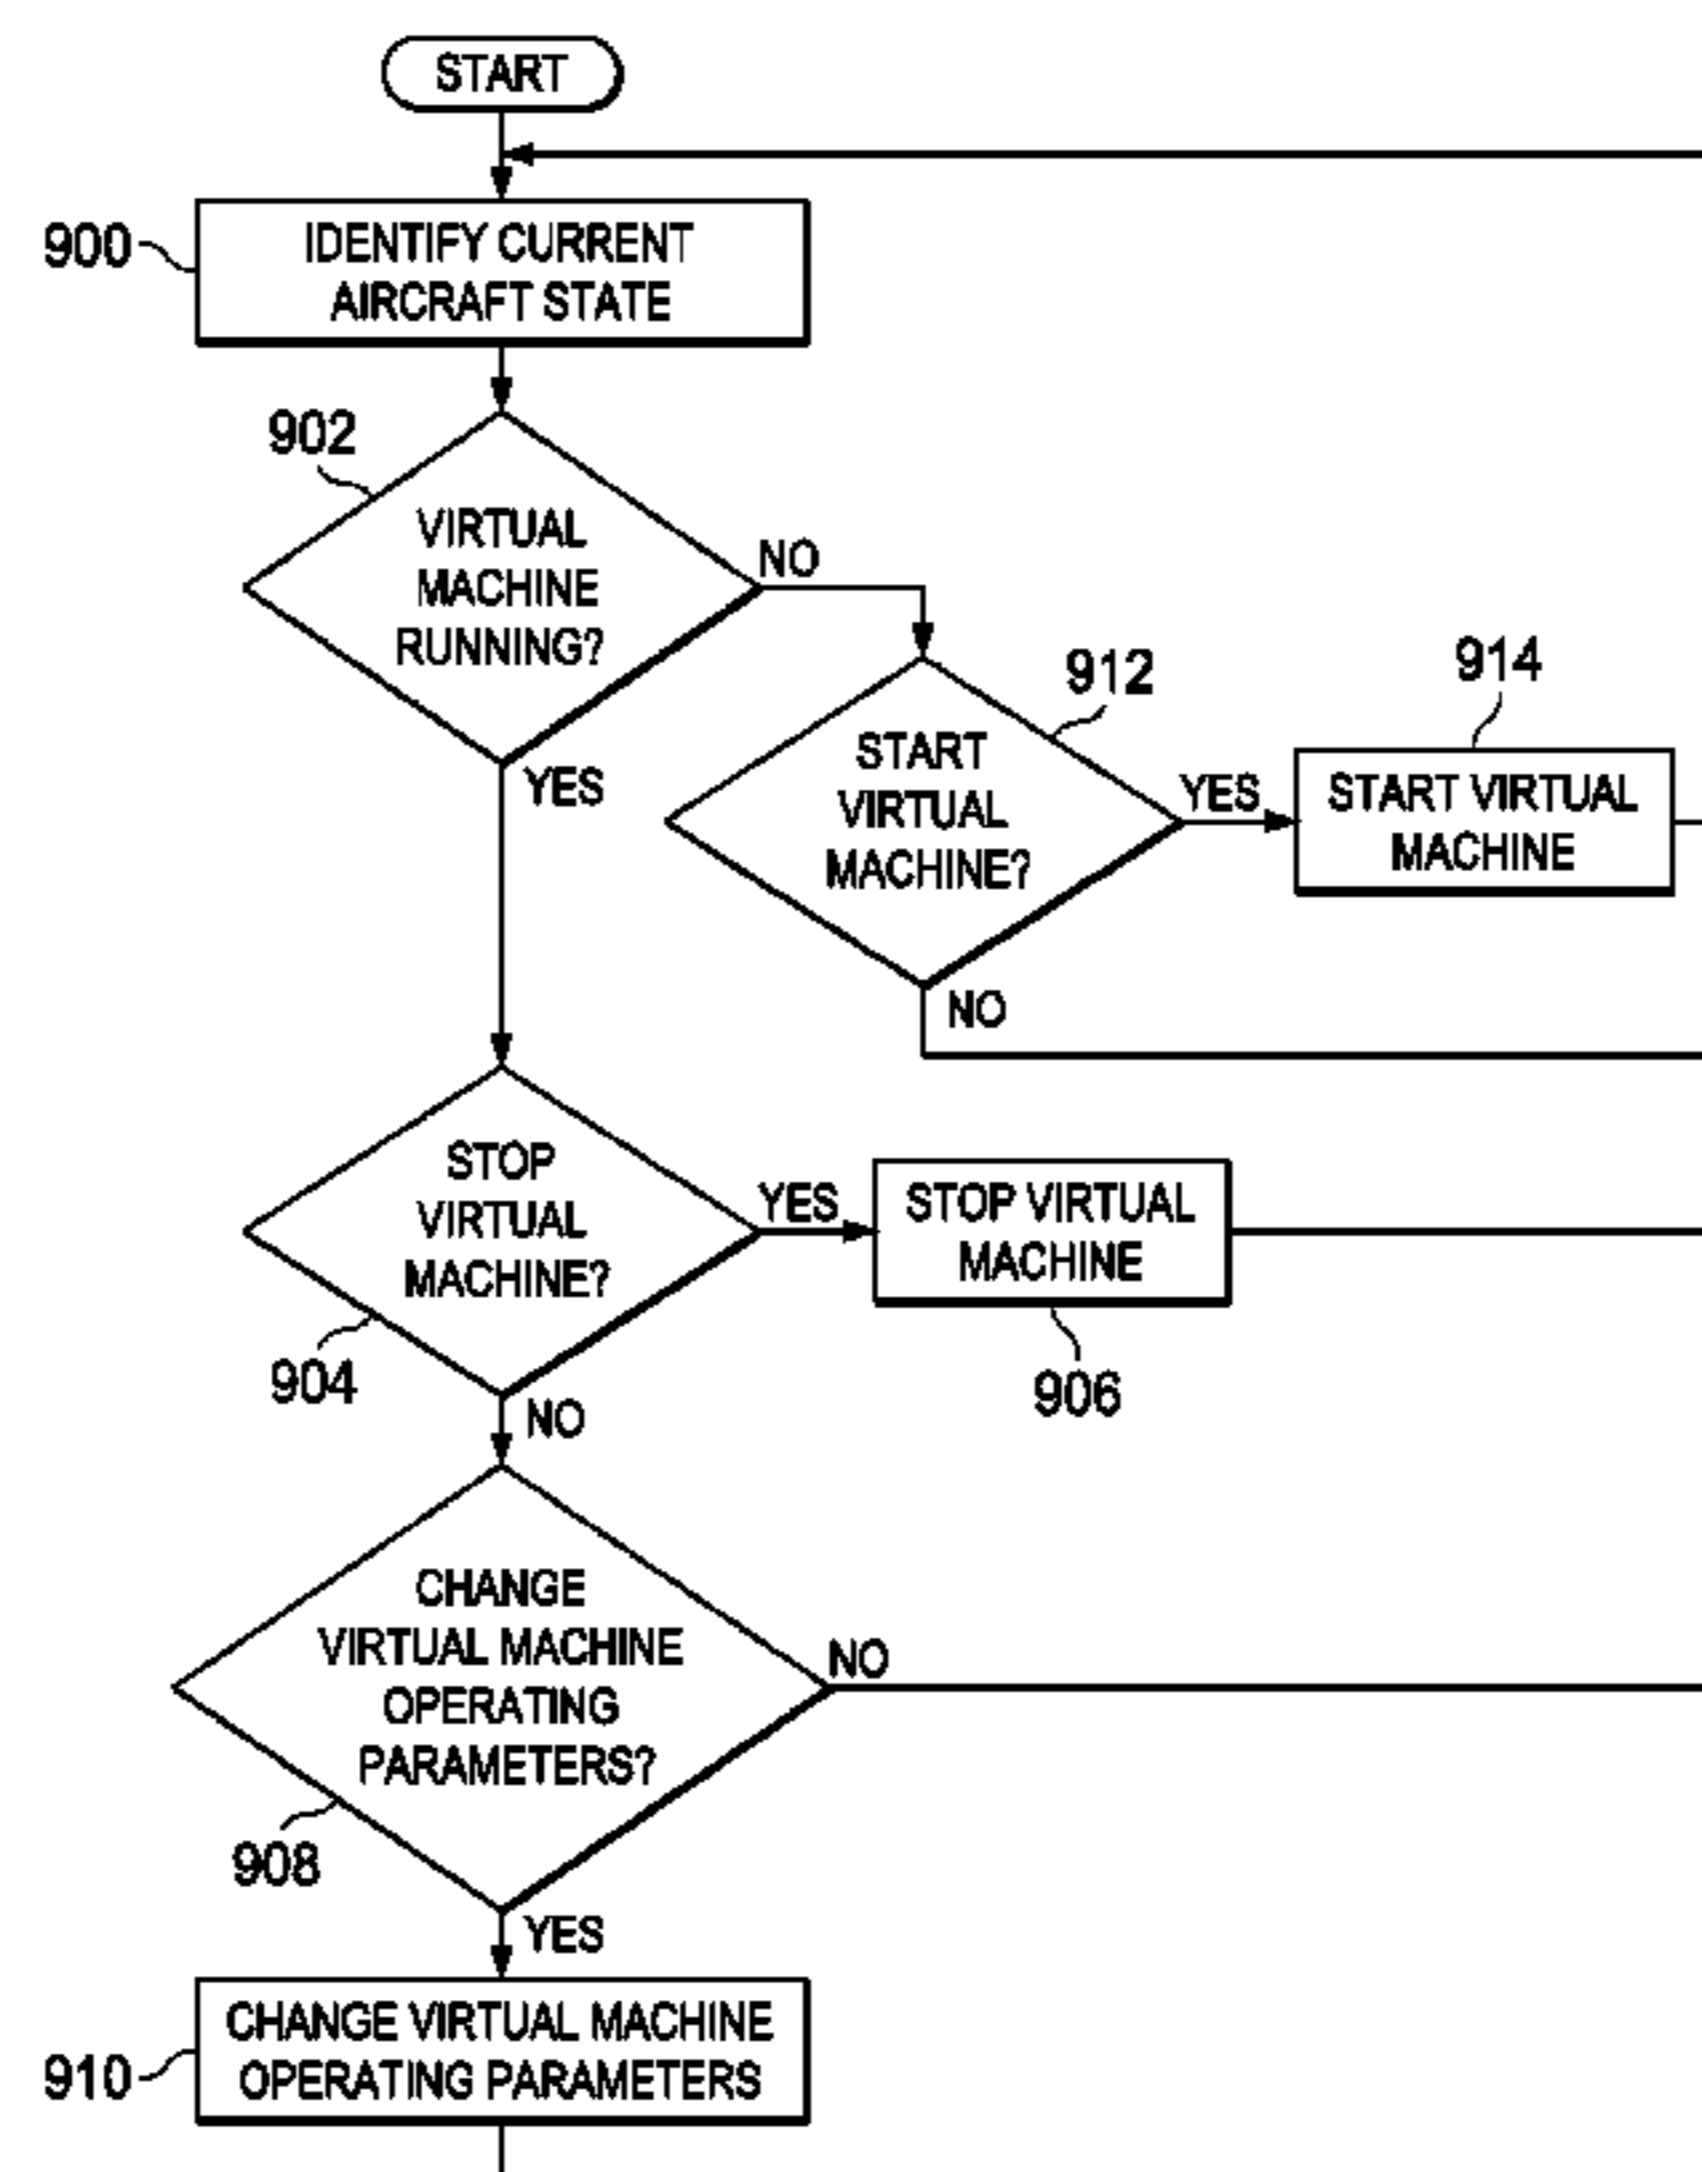 START
900
IDENTIFY CURRENT
AIRCRAFT STATE
902
VIRTUAL
MACHINE
RUNNING?
NO
YES
912
START
VIRTUAL
MACHINE?
YES
NO
914
START VIRTUAL
MACHINE
STOP
VIRTUAL
MACHINE?
904
YES
NO
STOP VIRTUAL
MACHINE
906
CHANGE
VIRTUAL MACHINE
OPERATING
PARAMETERS?
908
NO
YES
910
CHANGE VIRTUAL MACHINE
OPERATING PARAMETERS